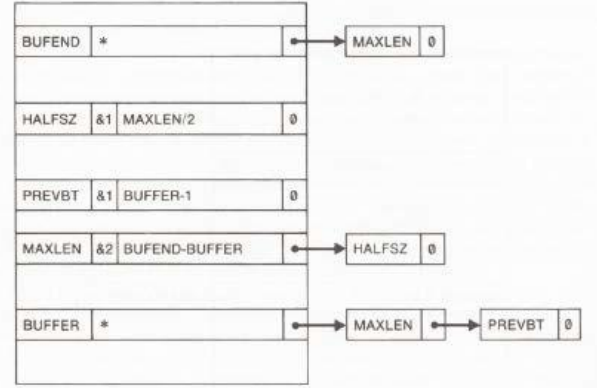 BUFEND * MAXLEN 0
HALFSZ &1 MAXLEN/2 0
PREVBT &1 BUFFER-1 0
MAXLEN &2 BUFEND-BUFFER HALFSZ 0
BUFFER * MAXLEN PREVBT 0